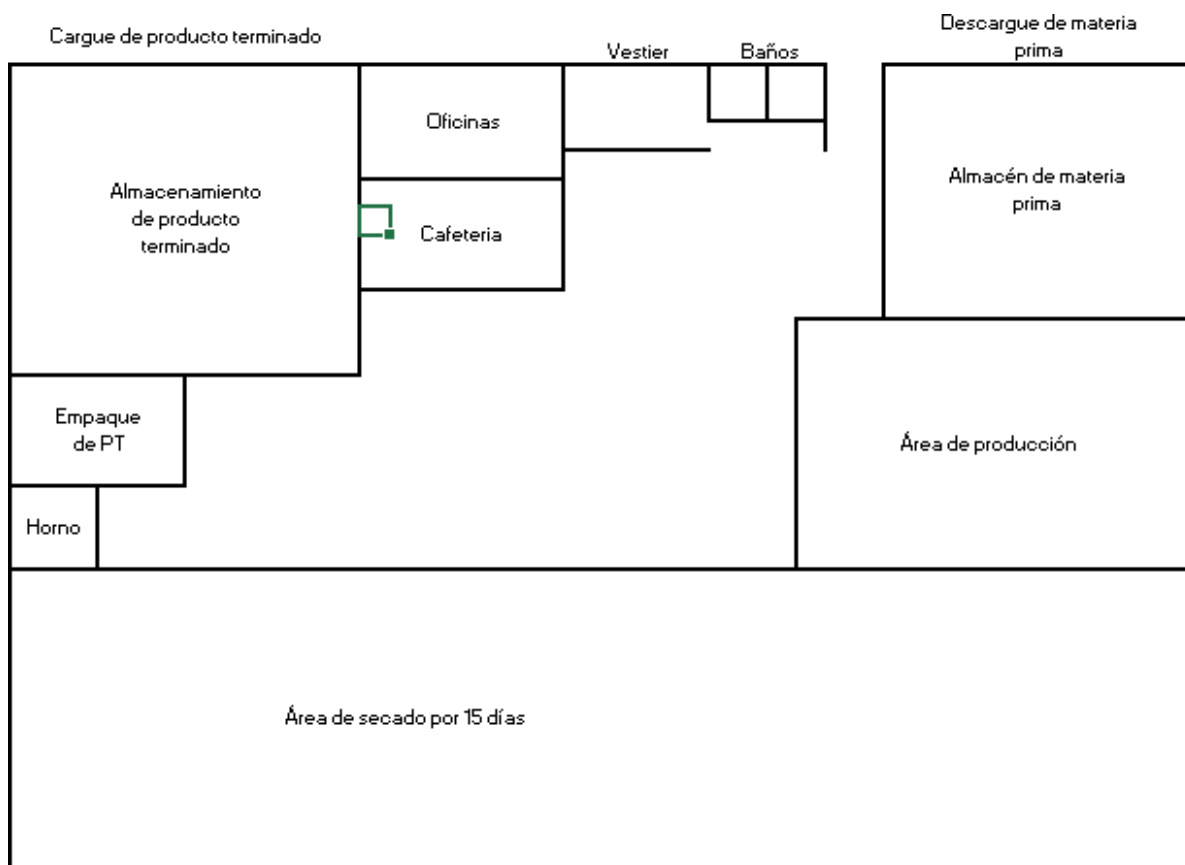 Cargue de producto terminado
Vestier
Baños
Descargue de materia
prima
Oficinas
Almacenamiento
de producto
terminado
Cafeteria
Almacén de materia
prima
Empaque
de PT
Área de producción
Horno
Área de secado por 15 días